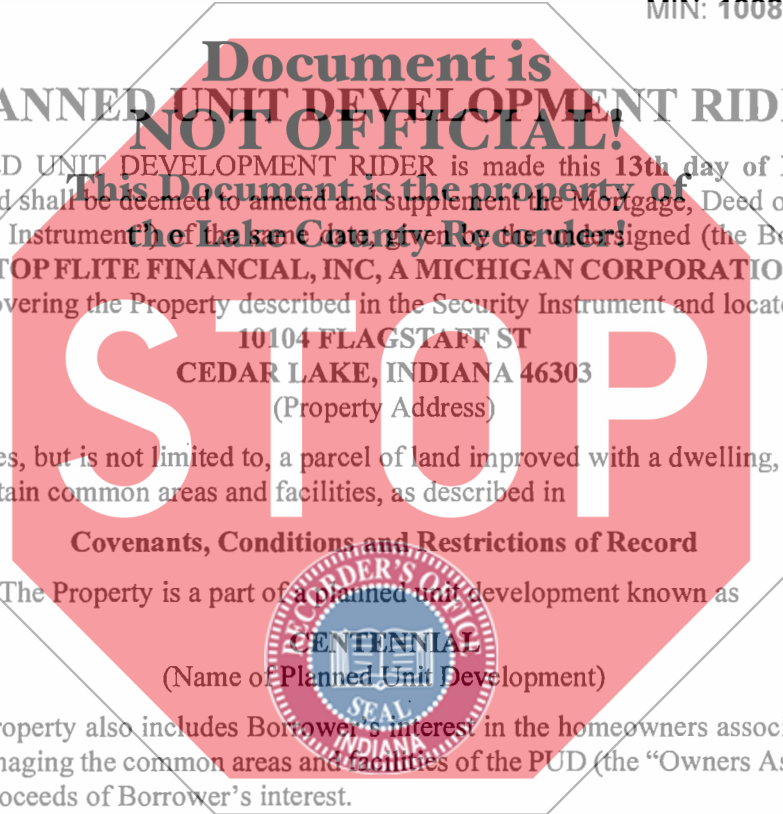 MIN: 1008
Document is
ANNED UNIT DEVELOPMENT RID
NOT OFFICIAL!
D UNIT DEVELOPMENT RIDER is made this 13th day of
This Document is the property of
d shall be deemed to amend and supplement the Mortgage, Deed o
the Lake County Recorder!
Instrument") of the same date, given by the undersigned (the Bo
TOP FLITE FINANCIAL, INC, A MICHIGAN CORPORATIO
overing the Property described in the Security Instrument and locate
10104 FLAGSTAFF ST
CEDAR LAKE, INDIANA 46303
(Property Address)
STOP
es, but is not limited to, a parcel of land improved with a dwelling,
tain common areas and facilities, as described in
Covenants, Conditions and Restrictions of Record
The Property is a part of a planned unit development known as
RECORDER'S OFFICE
CENTENNIAL
(Name of Planned Unit Development)
SEAL
INDIANA
roperty also includes Borrower's interest in the homeowners assoc
naging the common areas and facilities of the PUD (the "Owners As
oceeds of Borrower's interest.